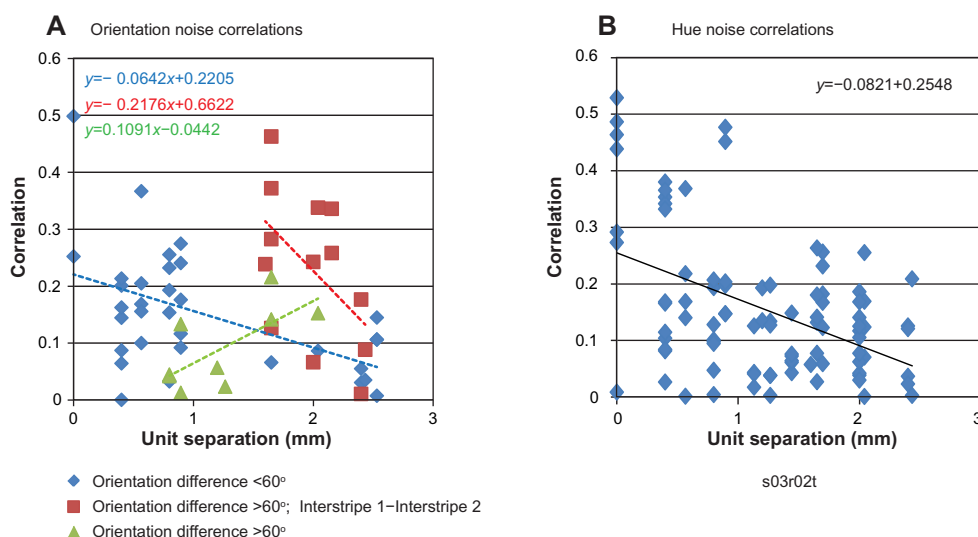 A Orientation noise correlations
y=− 0.0642x+0.2205
y=− 0.2176x+0.6622
y=0.1091x−0.0442
0.6
0.5
0.4
0.3
0.2
0.1
0
0 1 2 3
Correlation
Unit separation (mm)
Orientation difference <60°
Orientation difference >60°; Interstripe 1−Interstripe 2
Orientation difference >60°
B Hue noise correlations
y=−0.0821+0.2548
0.6
0.5
0.4
0.3
0.2
0.1
0
0 1 2 3
Correlation
Unit separation (mm)
s03r02t